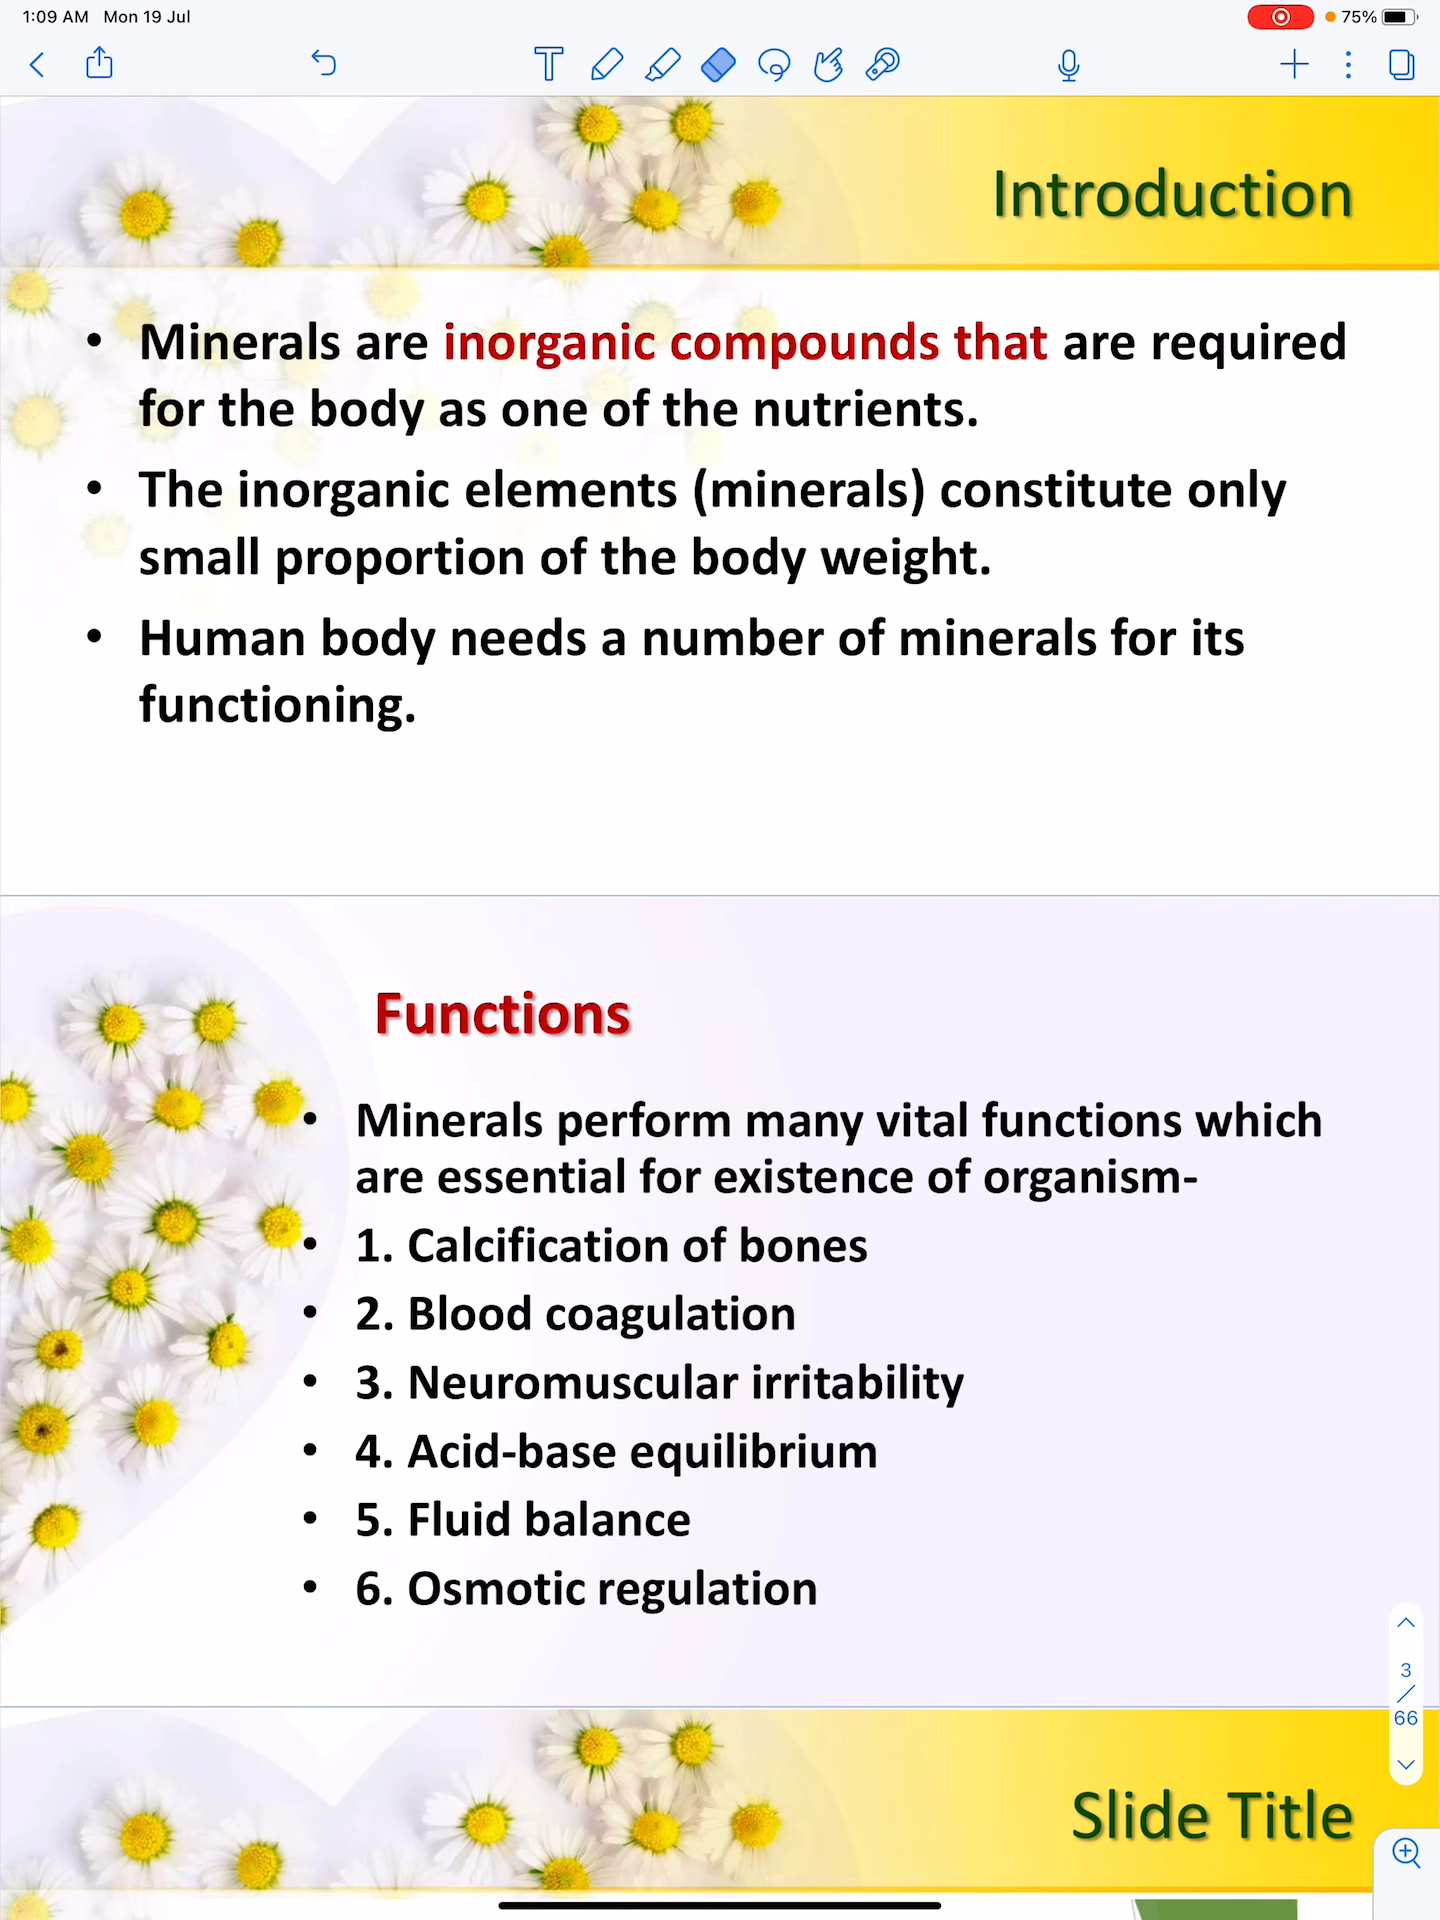 1:09 AM Mon 19 Jul
75%
Introduction
• Minerals are inorganic compounds that are required
for the body as one of the nutrients.
• The inorganic elements (minerals) constitute only
small proportion of the body weight.
• Human body needs a number of minerals for its
functioning.
Functions
• Minerals perform many vital functions which
are essential for existence of organism-
• 1. Calcification of bones
• 2. Blood coagulation
• 3. Neuromuscular irritability
• 4. Acid-base equilibrium
• 5. Fluid balance
• 6. Osmotic regulation
3
/
66
Slide Title